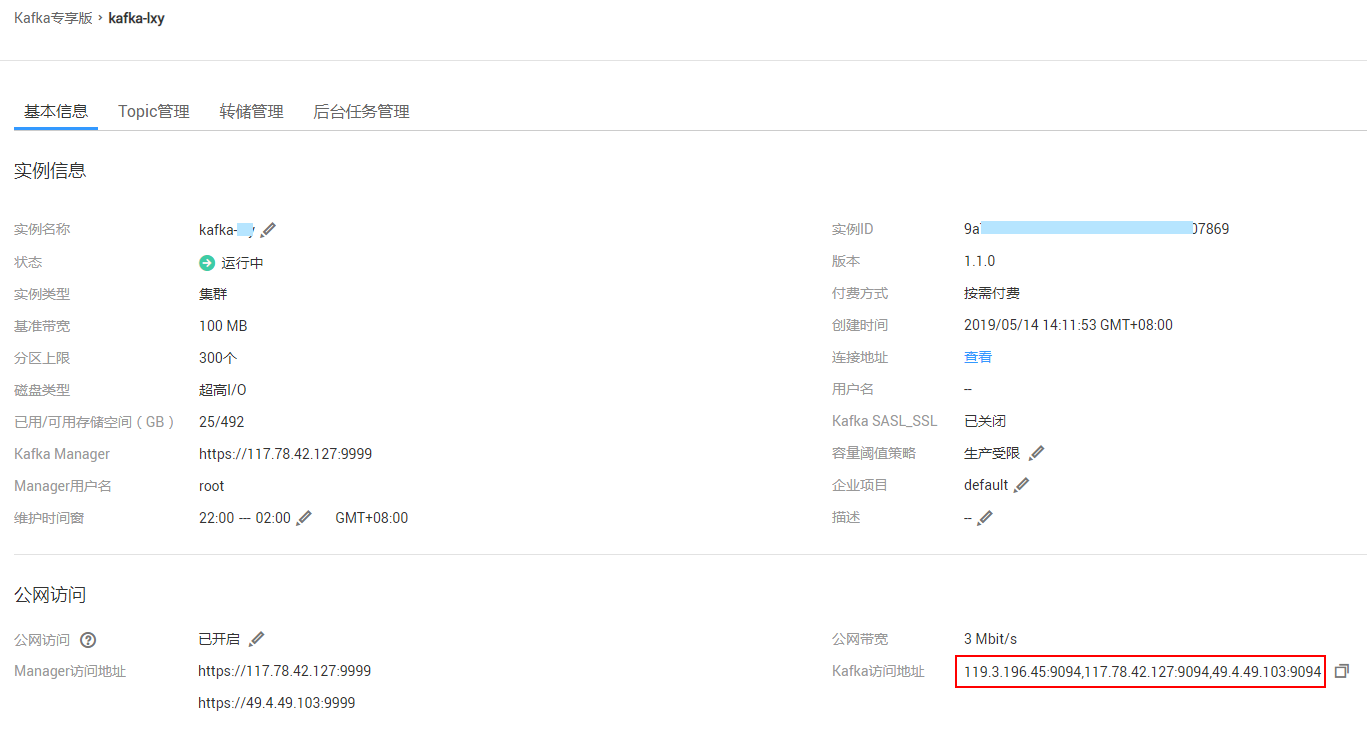 Kafka专享版 › kafka-lxy
基本信息 Topic管理 转储管理 后台任务管理
实例信息
实例名称 kafka- 实例ID 9a 07869
状态 运行中 版本 1.1.0
实例类型 集群 付费方式 按需付费
基准带宽 100 MB 创建时间 2019/05/14 14:11:53 GMT+08:00
分区上限 300个 连接地址 查看
磁盘类型 超高I/O 用户名 --
已用/可用存储空间（GB） 25/492 Kafka SASL_SSL 已关闭
Kafka Manager https://117.78.42.127:9999 容量阈值策略 生产受限
Manager用户名 root 企业项目 default
维护时间窗 22:00 --- 02:00 GMT+08:00 描述 --
公网访问
公网访问 ? 已开启 公网带宽 3 Mbit/s
Manager访问地址 https://117.78.42.127:9999 Kafka访问地址 119.3.196.45:9094,117.78.42.127:9094,49.4.49.103:9094
https://49.4.49.103:9999